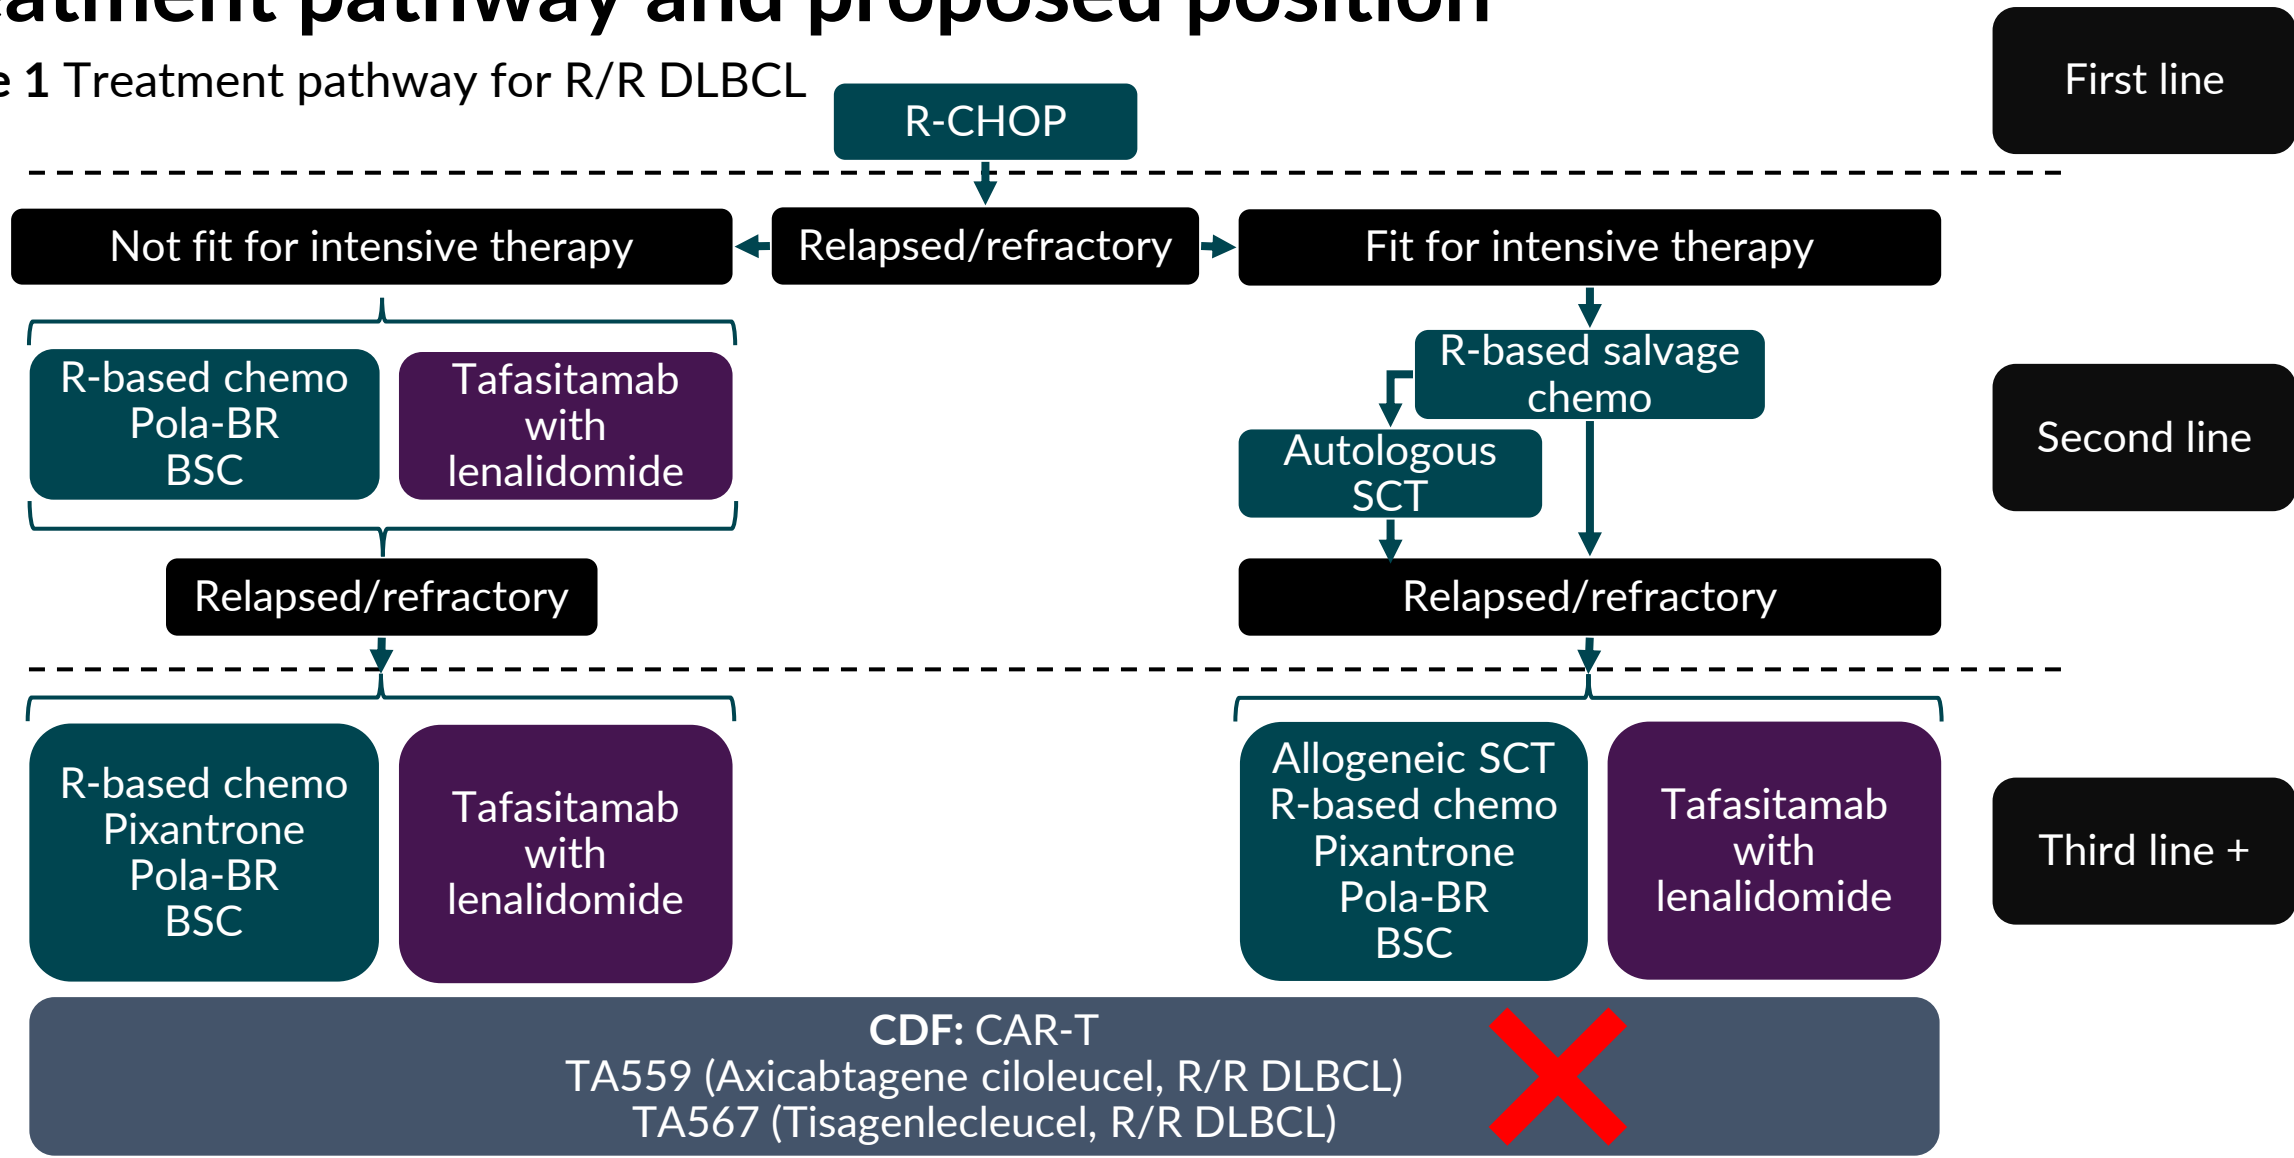 pathway and proposed position
1 Treatment pathway for R/R DLBCL
First line
R-CHOP
Not fit for intensive therapy
Relapsed/refractory
Fit for intensive therapy
R-based chemo
Pola-BR
BSC
Tafasitamab
with
lenalidomide
R-based salvage
chemo
Autologous
SCT
Second line
Relapsed/refractory
Relapsed/refractory
R-based chemo
Pixantrone
Pola-BR
BSC
Tafasitamab
with
lenalidomide
Allogeneic SCT
R-based chemo
Pixantrone
Pola-BR
BSC
Tafasitamab
with
lenalidomide
Third line +
CDF: CAR-T
TA559 (Axicabtagene ciloleucel, R/R DLBCL)
TA567 (Tisagenlecleucel, R/R DLBCL)